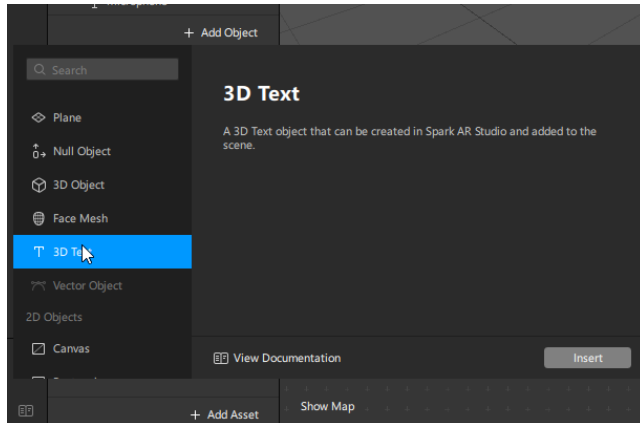 Microphone
+ Add Object
Search
3D Text
A 3D Text object that can be created in Spark AR Studio and added to the
scene.
Plane
Null Object
3D Object
Face Mesh
3D Text
Vector Object
2D Objects
Canvas
View Documentation
Insert
+ Add Asset
Show Map